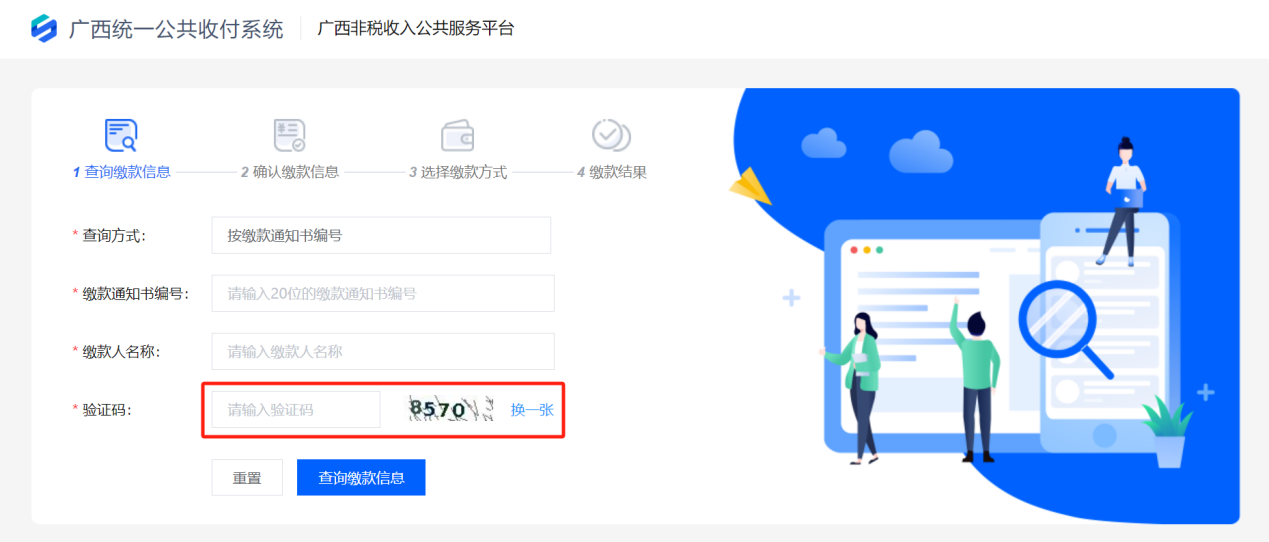 广西统一公共收付系统 广西非税收入公共服务平台
1 查询缴款信息 2 确认缴款信息 3 选择缴款方式 4 缴款结果
* 查询方式: 按缴款通知书编号
* 缴款通知书编号: 请输入20位的缴款通知书编号
* 缴款人名称: 请输入缴款人名称
* 验证码: 请输入验证码 8570 换一张
重置 查询缴款信息